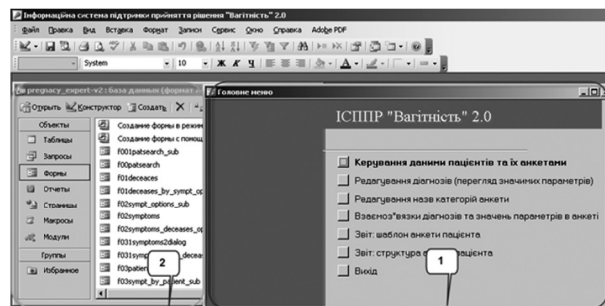 Інформаційна система підтримки прийняття рішення "Вагітність" 2.0
Файл Правка Вид Вставка Формат Записи Сервис Окно Справка Adobe PDF
System 10 Ж К Ч
pregnacy_expert-v2 : база данных (формат
Открыть Конструктор Создать
Объекты
Таблицы
Запросы
Формы
Отчеты
Страницы
Макросы
Модули
Группы
Избранное
Создание формы в режим
Создание формы с помощ
f001patsearch_sub
f00patsearch
f01deceaces
f01deceases_by_sympt_op
f02sympt_options_sub
f02symptoms
f02symptoms_deceases_op
f031symptoms2dialog
f031symp
decea
f03patien
f03sympt_by_patient_sub
2
Головне меню
ІСППР "Вагітність" 2.0
Керування даними пацієнтів та їх анкетами
Редагування діагнозів (перегляд значимих параметрів)
Редагування назв категорій анкети
Взаємоз"вязки діагнозів та значень параметрів в анкеті
Звіт: шаблон анкети пацієнта
Звіт: структура пацієнта
Вихід
1